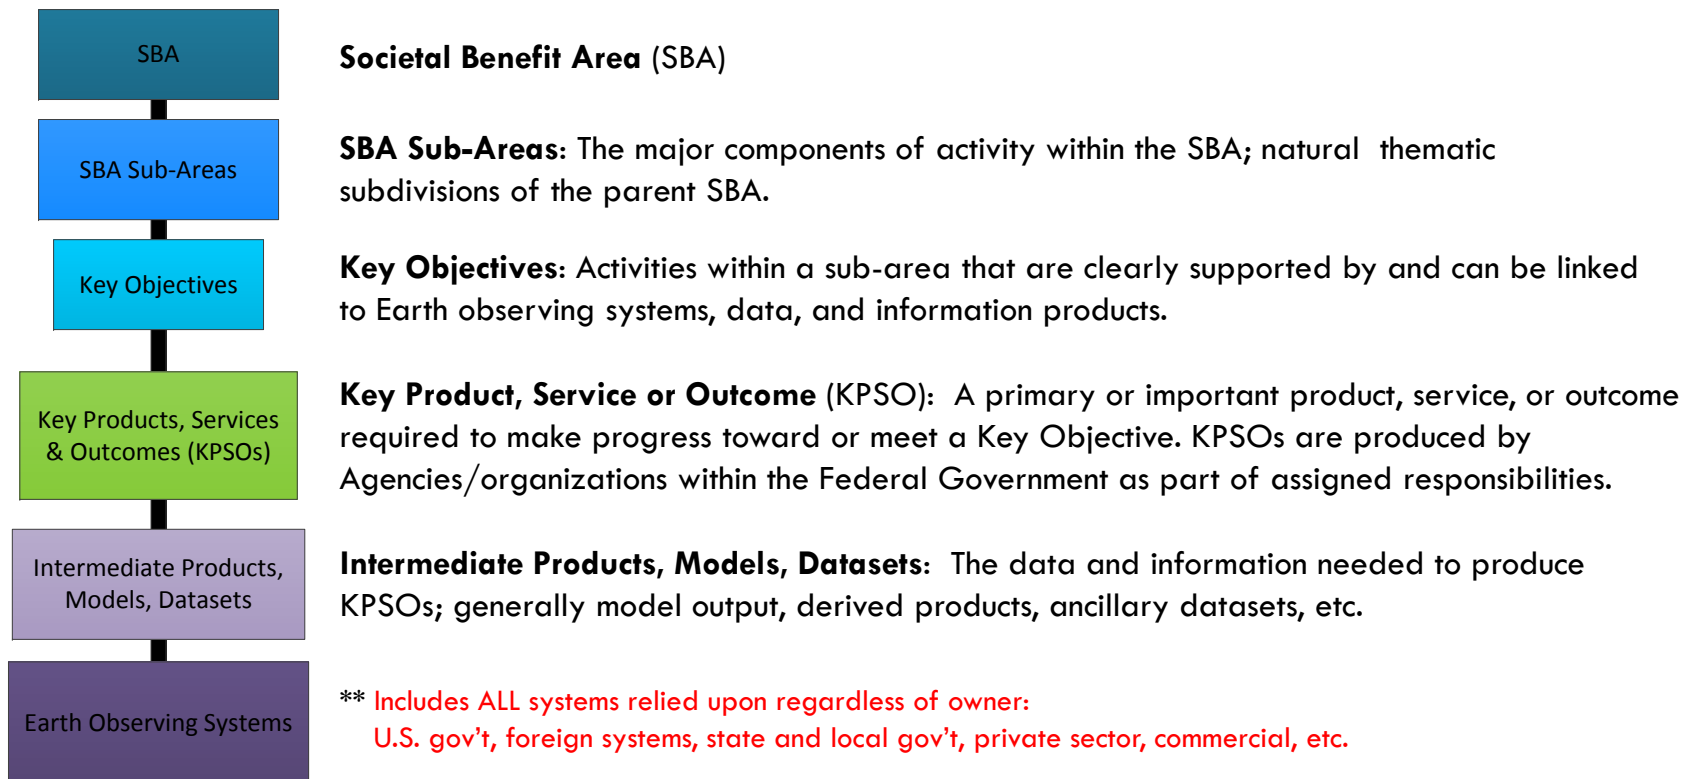 SBA
Societal Benefit Area (SBA)
SBA Sub-Areas
SBA Sub-Areas: The major components of activity within the SBA; natural thematic
subdivisions of the parent SBA.
Key Objectives
Key Objectives: Activities within a sub-area that are clearly supported by and can be linked
to Earth observing systems, data, and information products.
Key Products, Services
& Outcomes (KPSOs)
Key Product, Service or Outcome (KPSO): A primary or important product, service, or outcome
required to make progress toward or meet a Key Objective. KPSOs are produced by
Agencies/organizations within the Federal Government as part of assigned responsibilities.
Intermediate Products,
Models, Datasets
Intermediate Products, Models, Datasets: The data and information needed to produce
KPSOs; generally model output, derived products, ancillary datasets, etc.
Earth Observing Systems
** Includes ALL systems relied upon regardless of owner:
U.S. gov't, foreign systems, state and local gov't, private sector, commercial, etc.